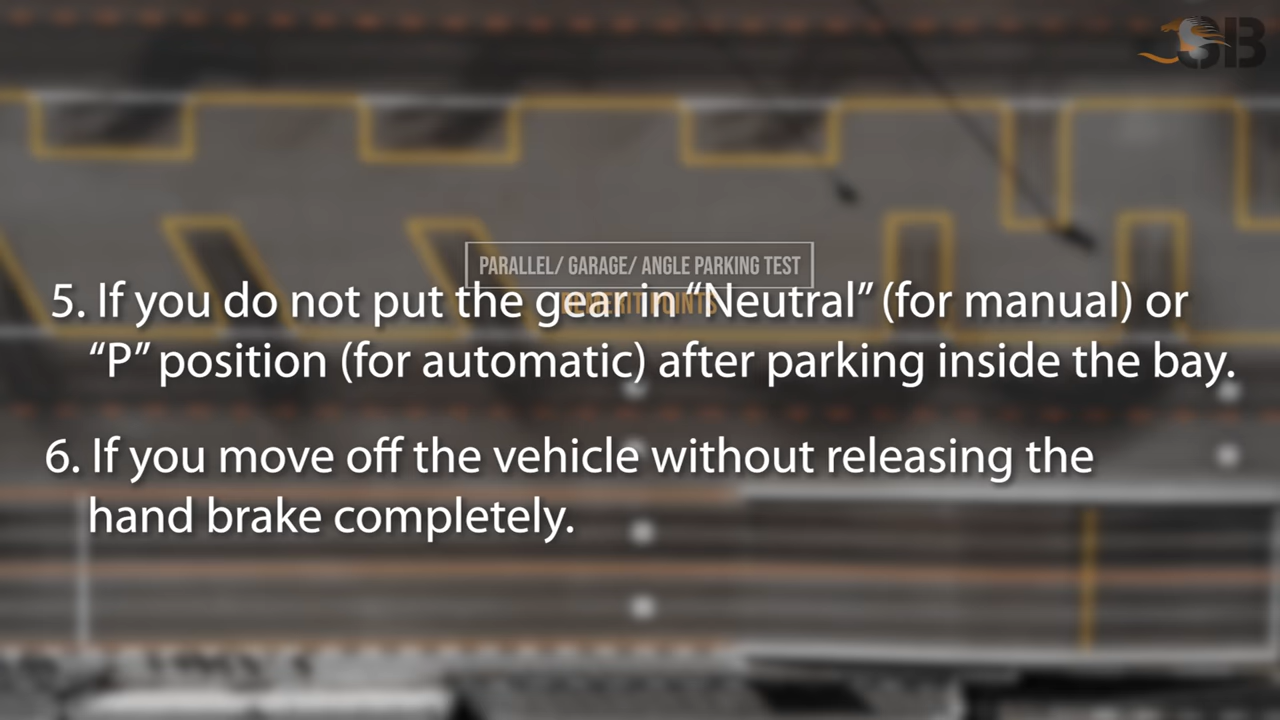 SB
PARALLEL/ GARAGE/ ANGLE PARKING TEST
5. If you do not put the gear in “Neutral” (for manual) or
“P” position (for automatic) after parking inside the bay.
6. If you move off the vehicle without releasing the
hand brake completely.